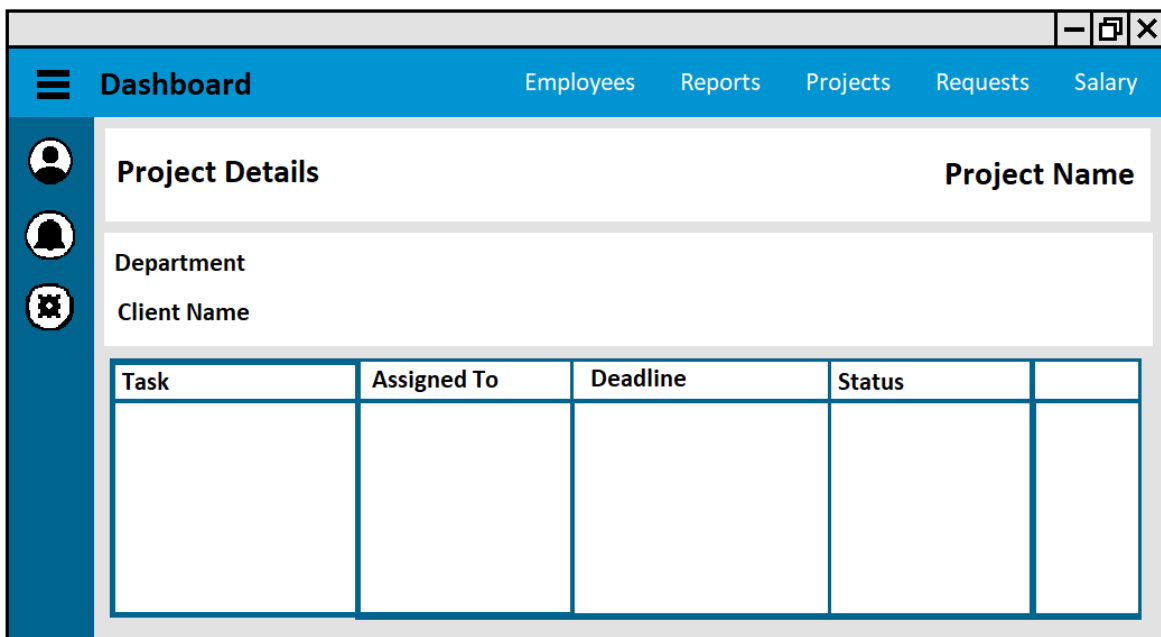 Dashboard Employees Reports Projects Requests Salary
Project Details Project Name
Department
Client Name
Task Assigned To Deadline Status